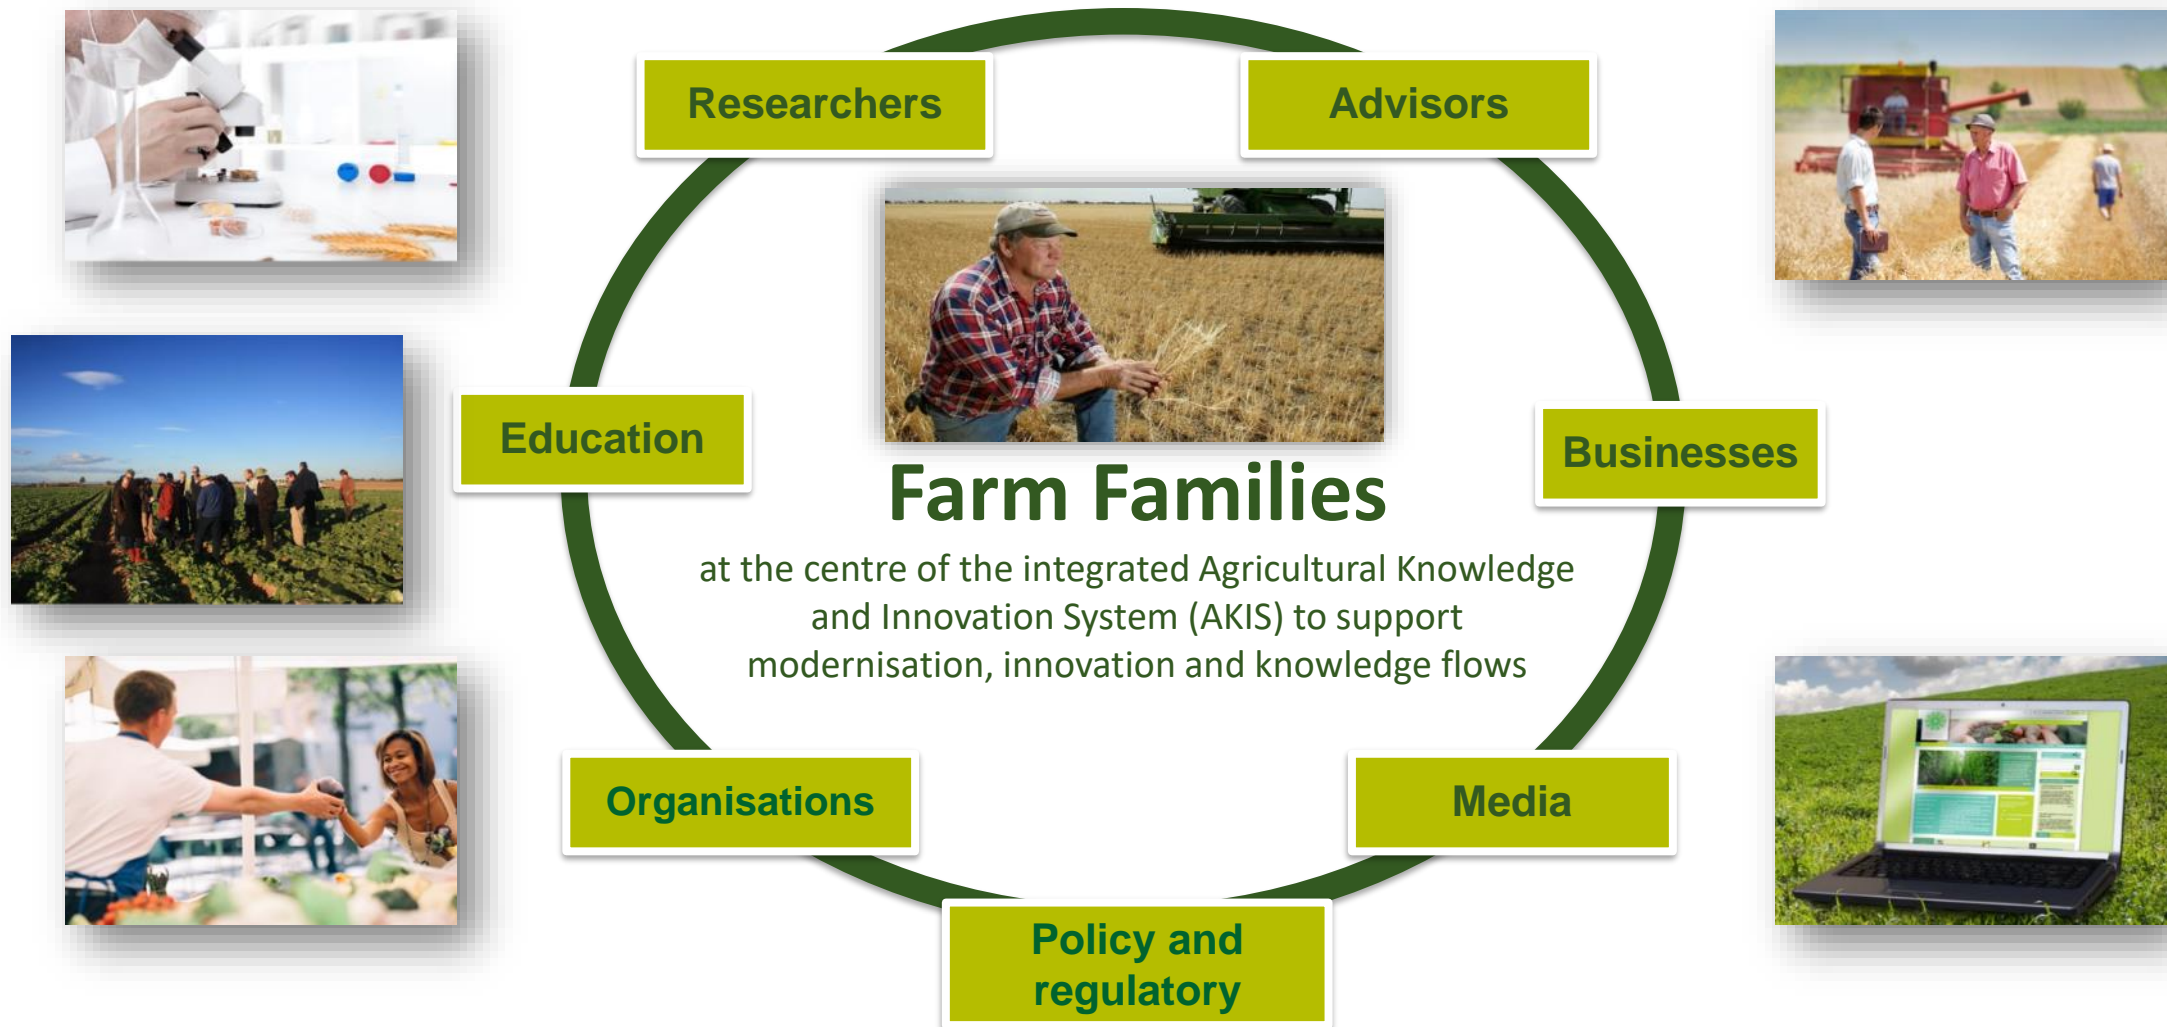 Researchers
Advisors
Education
Businesses
Farm Families
at the centre of the integrated Agricultural Knowledge
and Innovation System (AKIS) to support
modernisation, innovation and knowledge flows
Organisations
Media
Policy and
regulatory